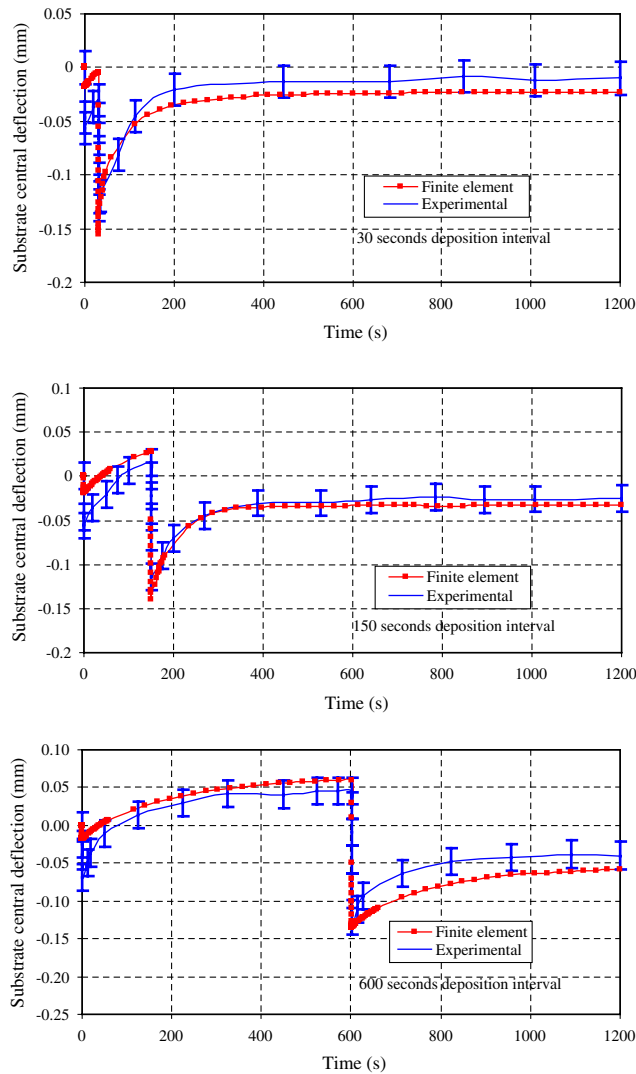 0.05
0
-0.05
-0.1
-0.15
-0.2
Substrate central deflection (mm)
Finite element
Experimental
30 seconds deposition interval
0 200 400 600 800 1000 1200
Time (s)
0.1
0.05
0
-0.05
-0.1
-0.15
-0.2
Substrate central deflection (mm)
Finite element
Experimental
150 seconds deposition interval
0 200 400 600 800 1000 1200
Time (s)
0.10
0.05
0.00
-0.05
-0.10
-0.15
-0.20
-0.25
Substrate central deflection (mm)
Finite element
Experimental
600 seconds deposition interval
0 200 400 600 800 1000 1200
Time (s)